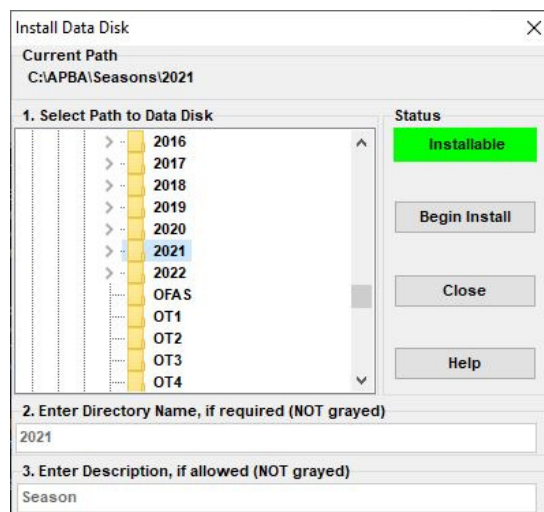 Install Data Disk
Current Path
C:\APBA\Seasons\2021
1. Select Path to Data Disk
Status
2016
2017
2018
2019
2020
2021
2022
OFAS
OT1
OT2
OT3
OT4
Installable
Begin Install
Close
Help
2. Enter Directory Name, if required (NOT grayed)
2021
3. Enter Description, if allowed (NOT grayed)
Season